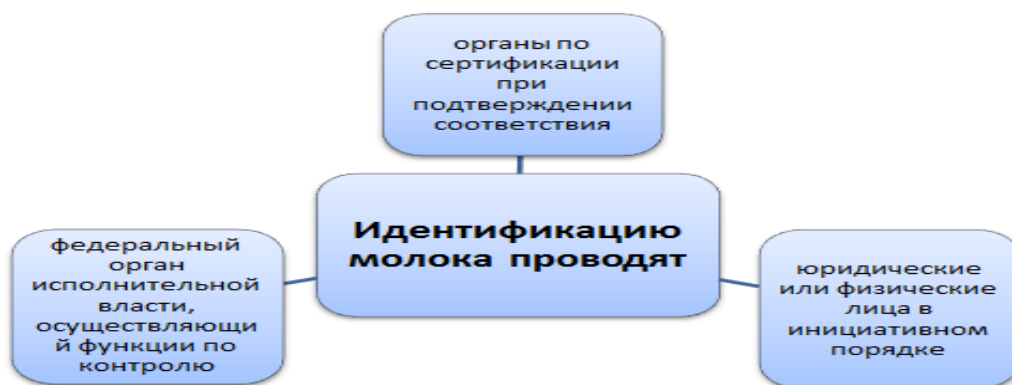 органы по
сертификации
при
подтверждении
соответствия
Идентификацию
молока проводят
федеральный
орган
исполнительной
власти,
осуществляющи
й функции по
контролю
юридические
или физические
лица в
инициативном
порядке